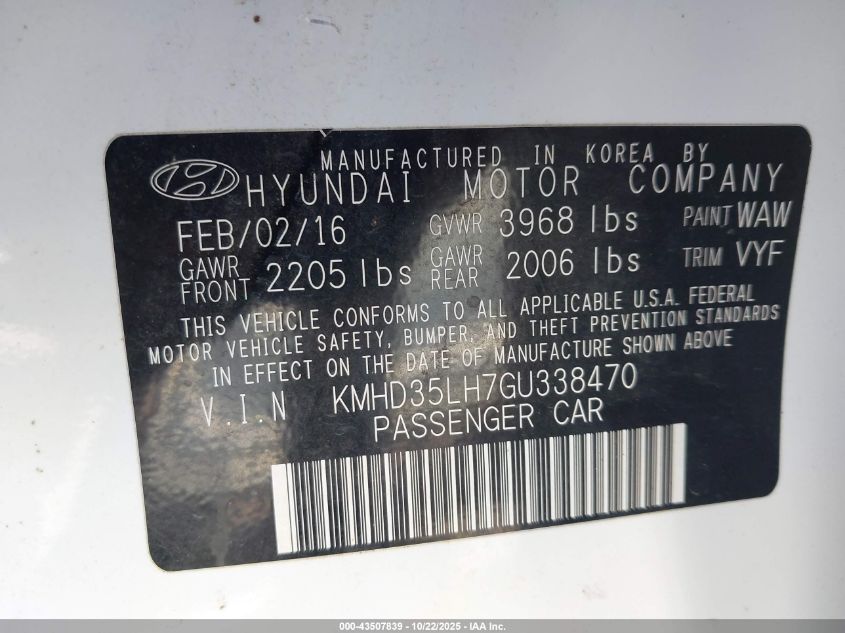 MANUFACTURED IN KOREA BY
HYUNDAI MOTOR COMPANY
FEB/02/16 GVWR 3968 lbs PAINT WAW
GAWR FRONT 2205 lbs GAWR REAR 2006 lbs TRIM VYF
THIS VEHICLE CONFORMS TO ALL APPLICABLE U.S.A. FEDERAL
MOTOR VEHICLE SAFETY, BUMPER, AND THEFT PREVENTION STANDARDS
IN EFFECT ON THE DATE OF MANUFACTURE SHOWN ABOVE
V.I.N KMHD35LH7GU338470
PASSENGER CAR
000-43507839 - 10/22/2025 - IAA Inc.